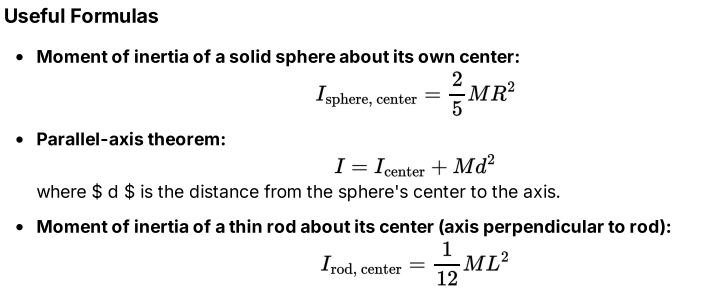 Useful Formulas
• Moment of inertia of a solid sphere about its own center:
I_{sphere, center} = \frac{2}{5} MR^2
• Parallel-axis theorem:
I = I_{center} + Md^2
where $ d $ is the distance from the sphere's center to the axis.
• Moment of inertia of a thin rod about its center (axis perpendicular to rod):
I_{rod, center} = \frac{1}{12} ML^2